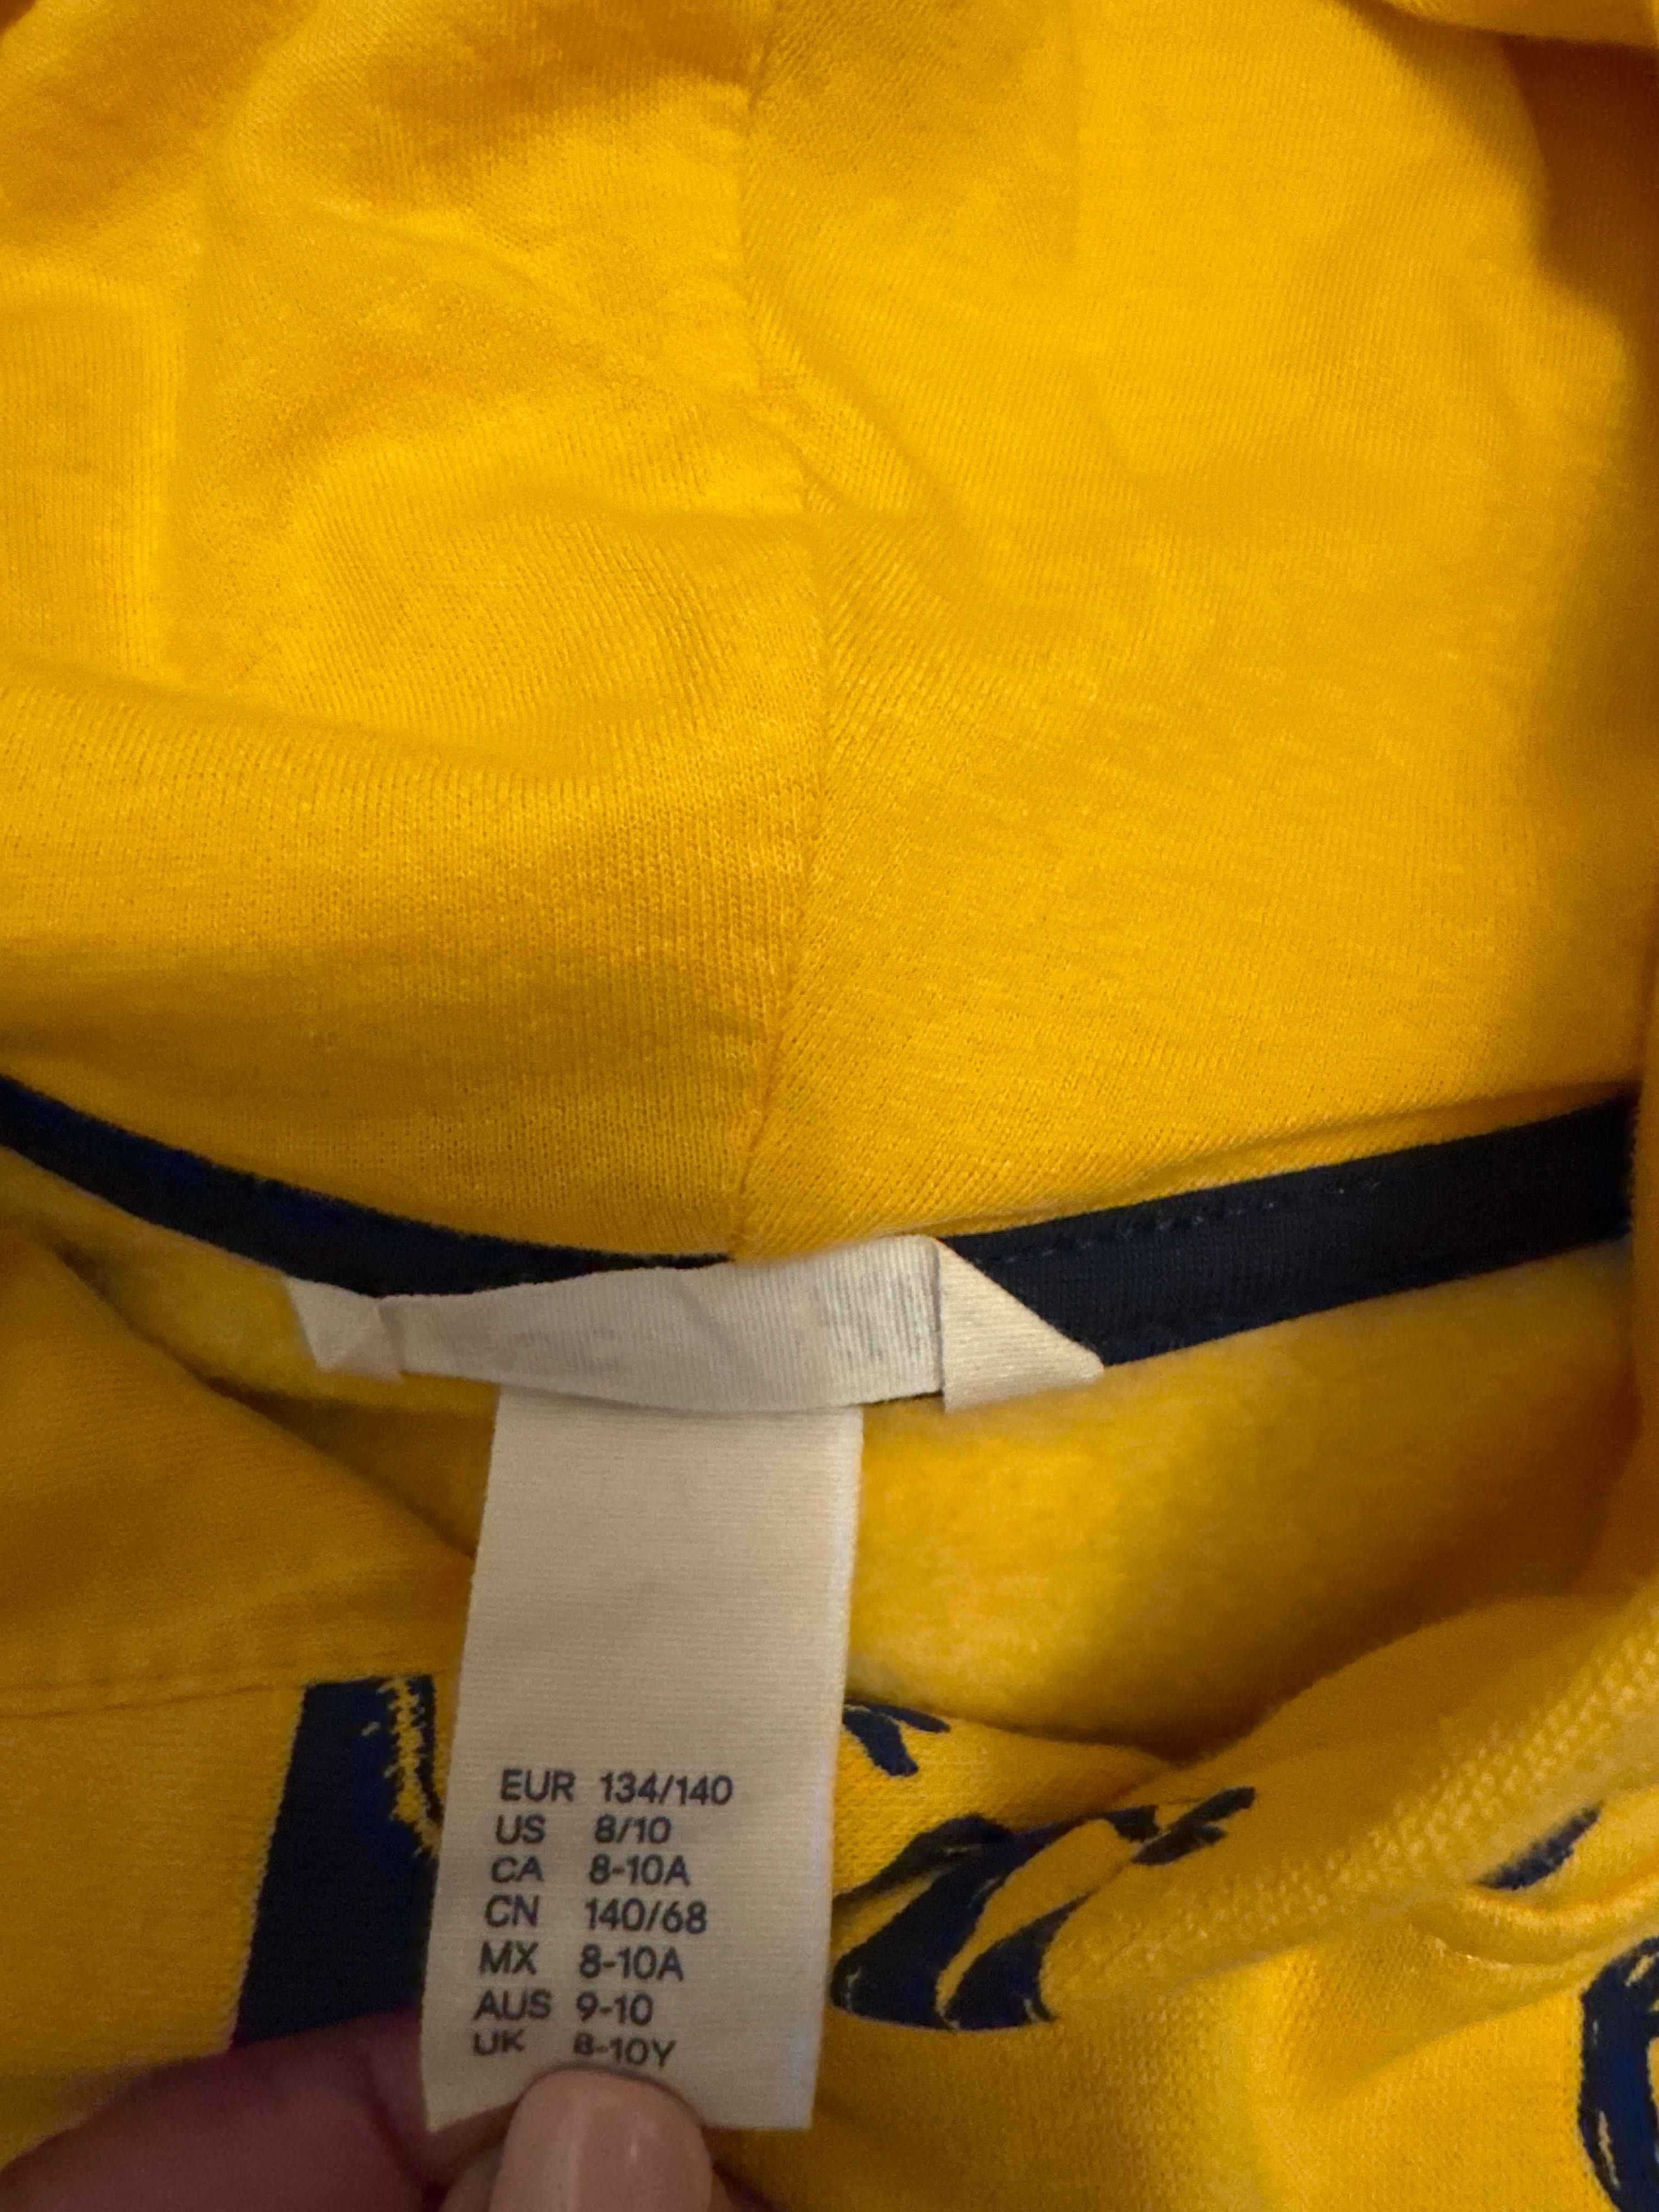 EUR 134/140
US 8/10
CA 8-10A
CN 140/68
MX 8-10A
AUS 9-10
UK 8-10Y